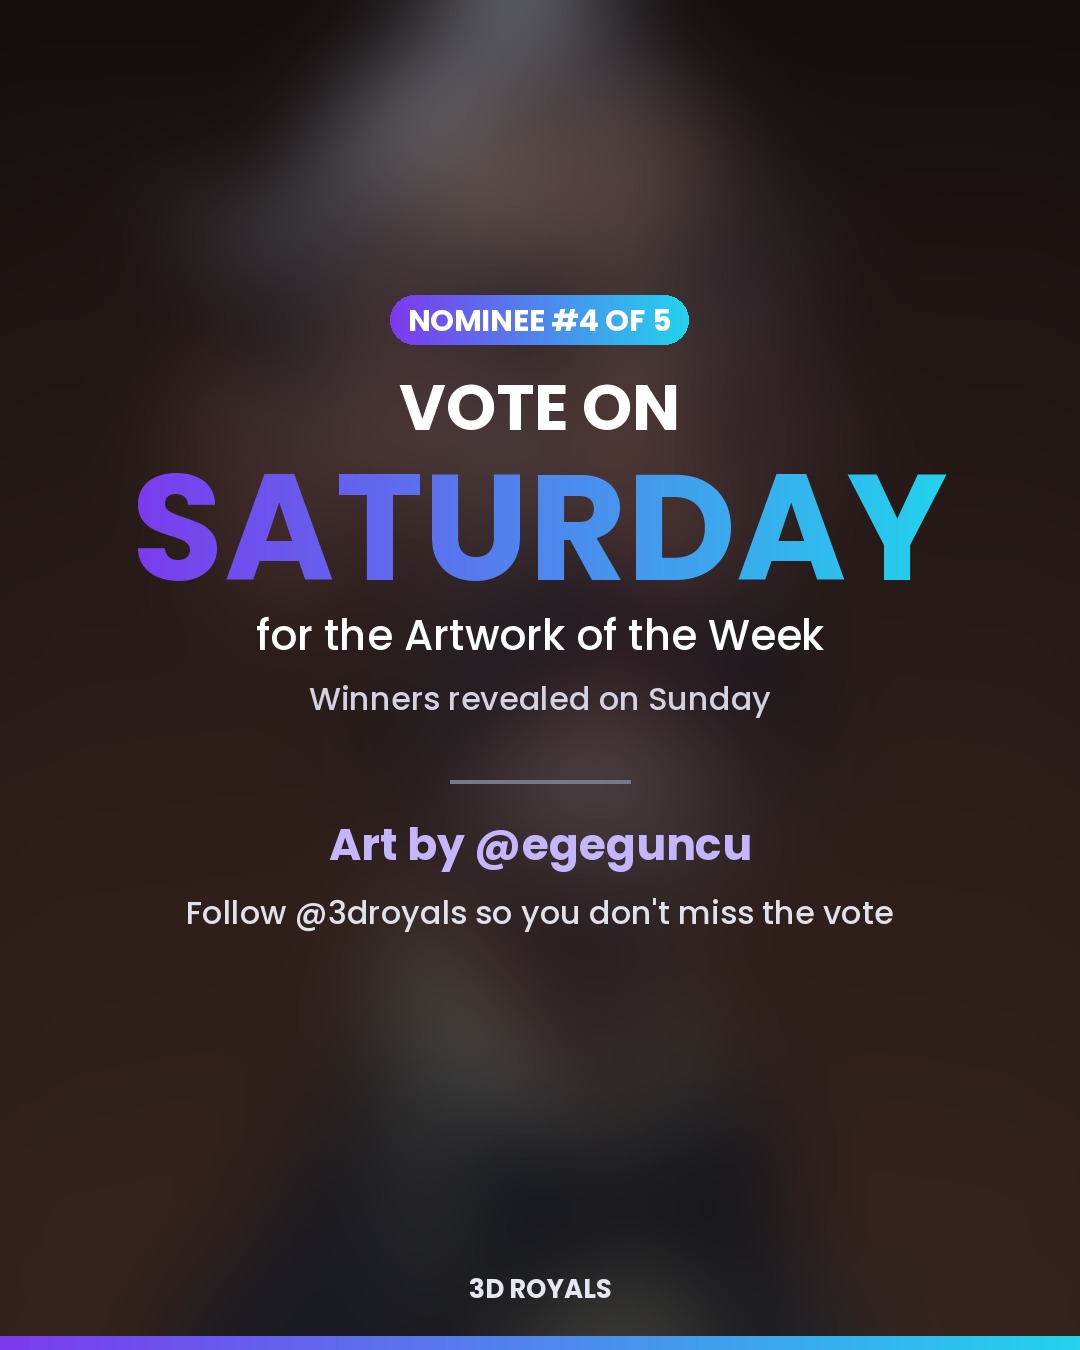 NOMINEE #4 OF 5
VOTE ON
SATURDAY
for the Artwork of the Week
Winners revealed on Sunday
Art by @egeguncu
Follow @3droyals so you don't miss the vote
3D ROYALS